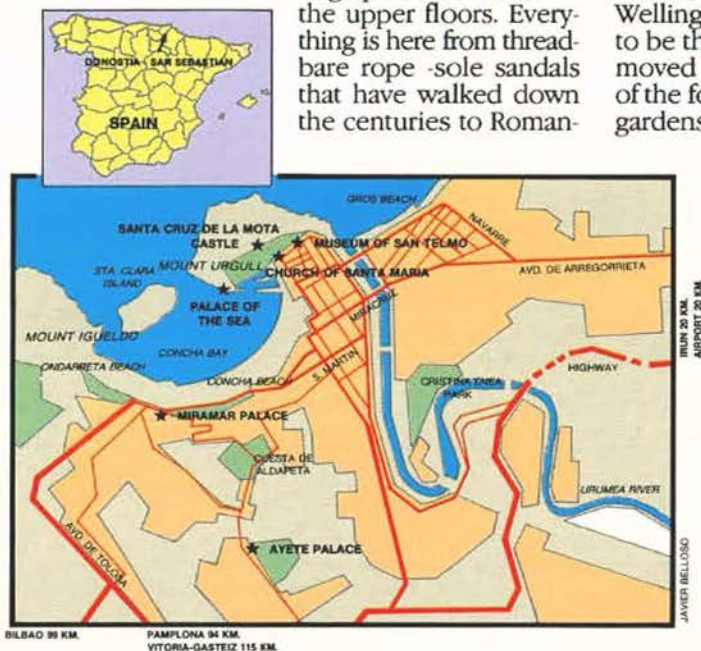 the upper floors. Every-
thing is here from thread-
bare rope -sole sandals
that have walked down
the centuries to Roman-
Welling
to be th
moved
of the fo
gardens
DONOSTIA - SAN SEBASTIAN
SPAIN
GROS BEACH
SANTA CRUZ DE LA MOTA
CASTLE
MUSEUM OF SAN TELMO
NAVARRE
MOUNT URGULL
CHURCH OF SANTA MARIA
AVD. DE ARREGORRIETA
STA. CLARA
ISLAND
PALACE OF
THE SEA
MIRACRUZ
MOUNT IGUELDO
CONCHA BAY
S. MARTIN
ONDARRETA BEACH
CONCHA BEACH
CRISTINA ENEA
PARK
HIGHWAY
IRUN 20 KM.
AIRPORT 20 KM.
MIRAMAR PALACE
CUESTA DE
ALDAPETA
URUMEA RIVER
AVD. DE TOLOSA
AYETE PALACE
JAVIER BELLOSO
BILBAO 99 KM.
PAMPLONA 94 KM.
VITORIA-GASTEIZ 115 KM.